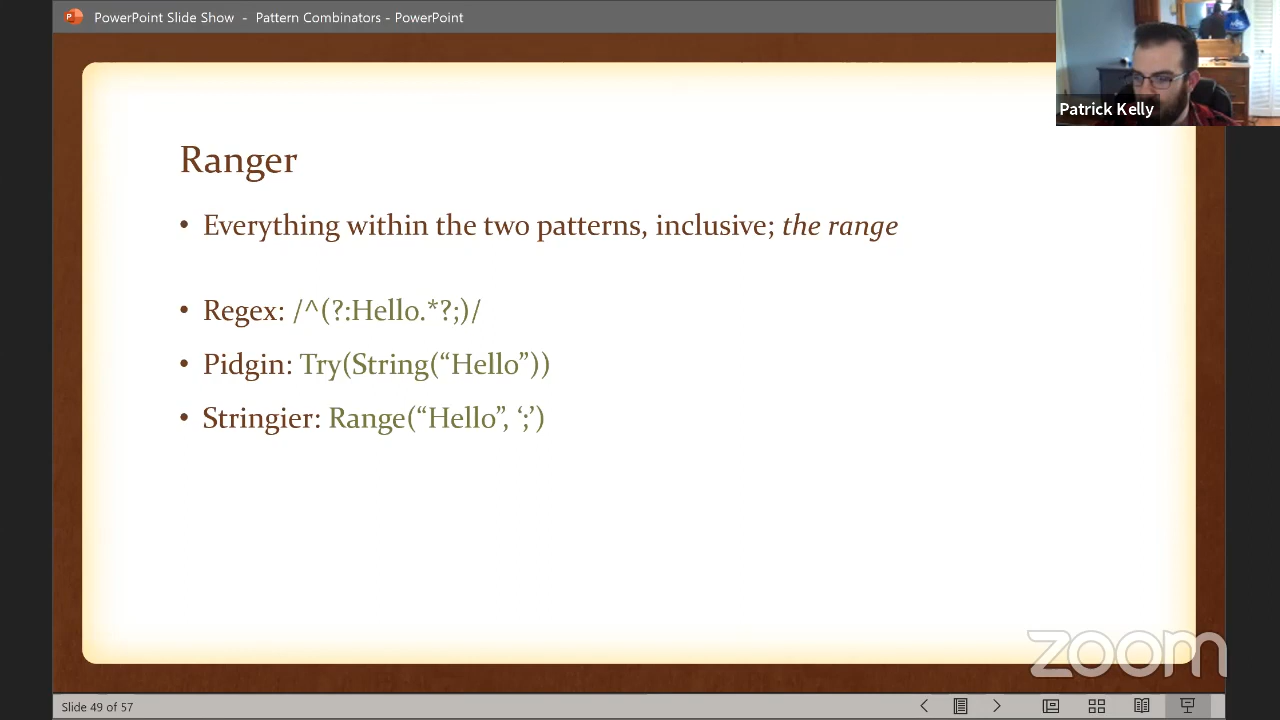 PowerPoint Slide Show - Pattern Combinators - PowerPoint
Patrick Kelly
Ranger
• Everything within the two patterns, inclusive; the range
• Regex: /^(?:Hello.*?;)/
• Pidgin: Try(String(“Hello”))
• Stringier: Range(“Hello”, ‘;’)
zoom
Slide 49 of 57